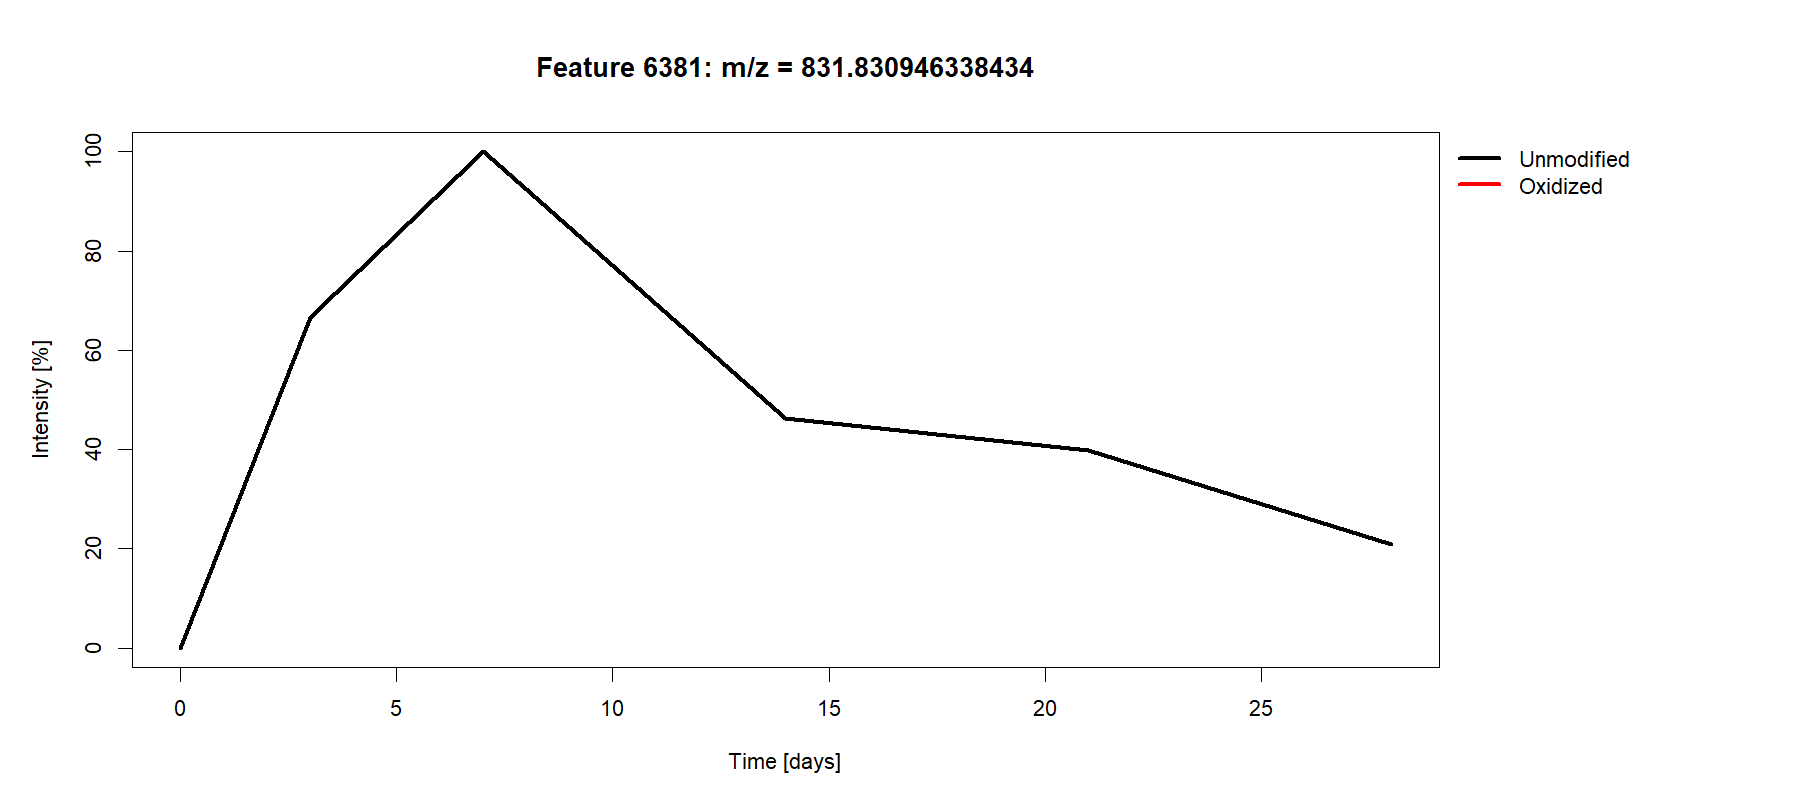 Feature 6381: m/z = 831.830946338434
Unmodified
Oxidized
Intensity [%]
100
80
60
40
20
0
0 5 10 15 20 25
Time [days]